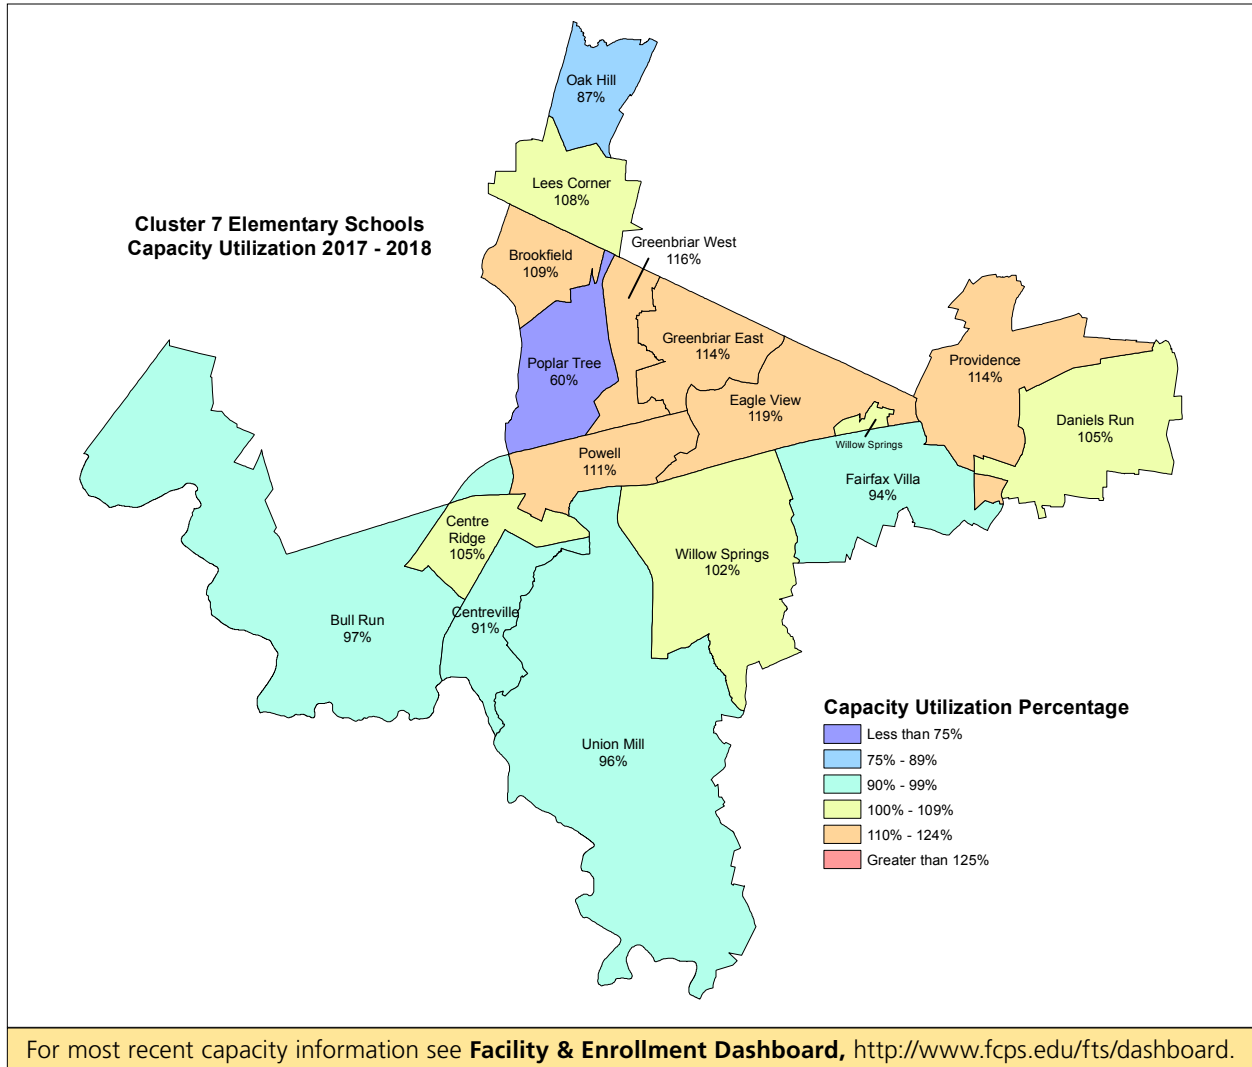 Oak Hill
87%
Lees Corner
108%
Cluster 7 Elementary Schools
Capacity Utilization 2017 - 2018
Greenbriar West
116%
Brookfield
109%
Greenbriar East
114%
Poplar Tree
60%
Providence
114%
Eagle View
119%
Daniels Run
105%
Willow Springs
Powell
111%
Fairfax Villa
94%
Centre
Ridge
105%
Willow Springs
102%
Centreville
91%
Bull Run
97%
Union Mill
96%
Capacity Utilization Percentage
Less than 75%
75% - 89%
90% - 99%
100% - 109%
110% - 124%
Greater than 125%
For most recent capacity information see Facility & Enrollment Dashboard, http://www.fcps.edu/fts/dashboard.